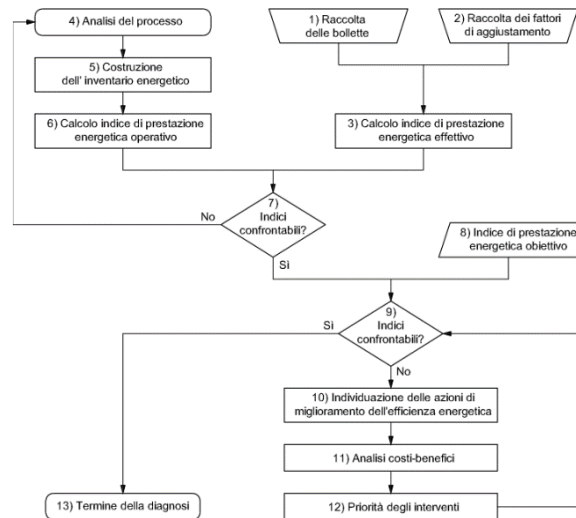 4) Analisi del processo
1) Raccolta
delle bollette
2) Raccolta dei fattori
di aggiustamento
5) Costruzione
dell' inventario energetico
6) Calcolo indice di prestazione
energetica operativo
3) Calcolo indice di prestazione
energetica effettivo
7)
Indici
confrontabili?
No
Sì
8) Indice di prestazione
energetica obiettivo
9)
Indici
confrontabili?
Sì
No
10) Individuazione delle azioni di
miglioramento dell'efficienza energetica
11) Analisi costi-benefici
12) Priorità degli interventi
13) Termine della diagnosi